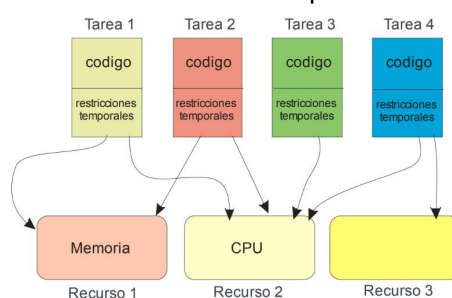 Tarea 1 Tarea 2 Tarea 3 Tarea 4
codigo codigo codigo codigo
restricciones restricciones restricciones restricciones
temporales temporales temporales temporales
Memoria CPU
Recurso 1 Recurso 2 Recurso 3